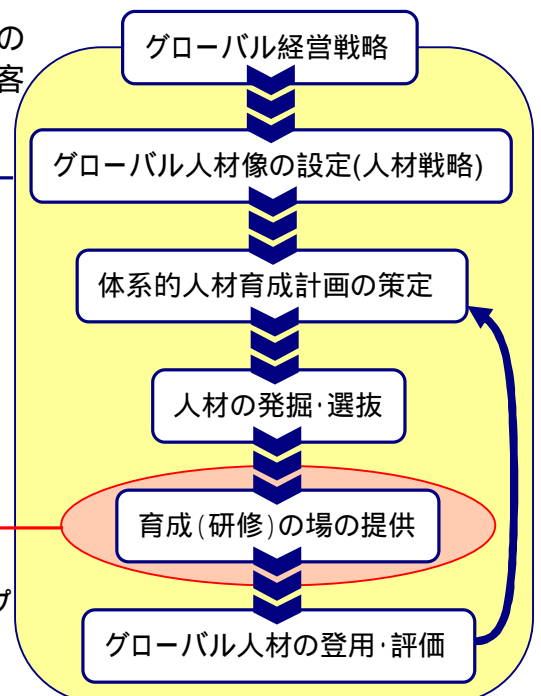 の
客
グローバル経営戦略
グローバル人材像の設定(人材戦略)
体系的人材育成計画の策定
人材の発掘・選抜
育成(研修)の場の提供
プ
グローバル人材の登用・評価